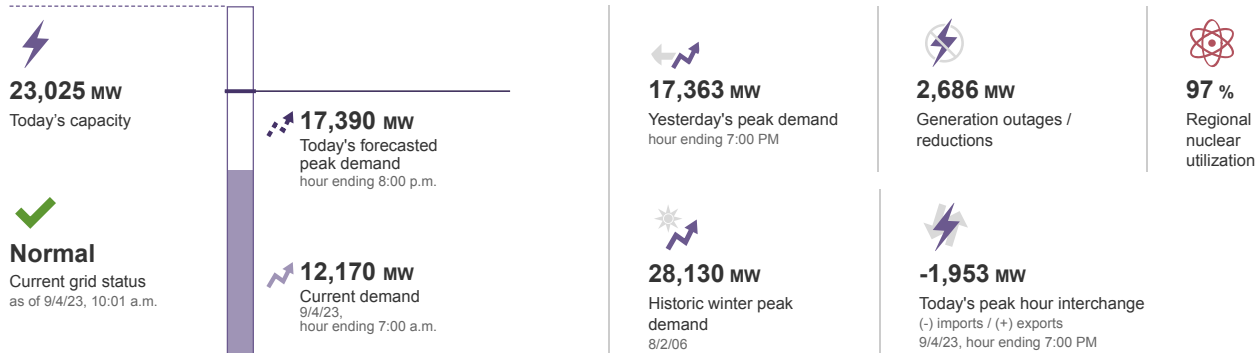 23,025 MW
Today's capacity
Normal
Current grid status
as of 9/4/23, 10:01 a.m.
17,390 MW
Today's forecasted
peak demand
hour ending 8:00 p.m.
12,170 MW
Current demand
9/4/23,
hour ending 7:00 a.m.
17,363 MW
Yesterday's peak demand
hour ending 7:00 PM
2,686 MW
Generation outages /
reductions
97 %
Regional
nuclear
utilization
28,130 MW
Historic winter peak
demand
8/2/06
-1,953 MW
Today's peak hour interchange
(-) imports / (+) exports
9/4/23, hour ending 7:00 PM